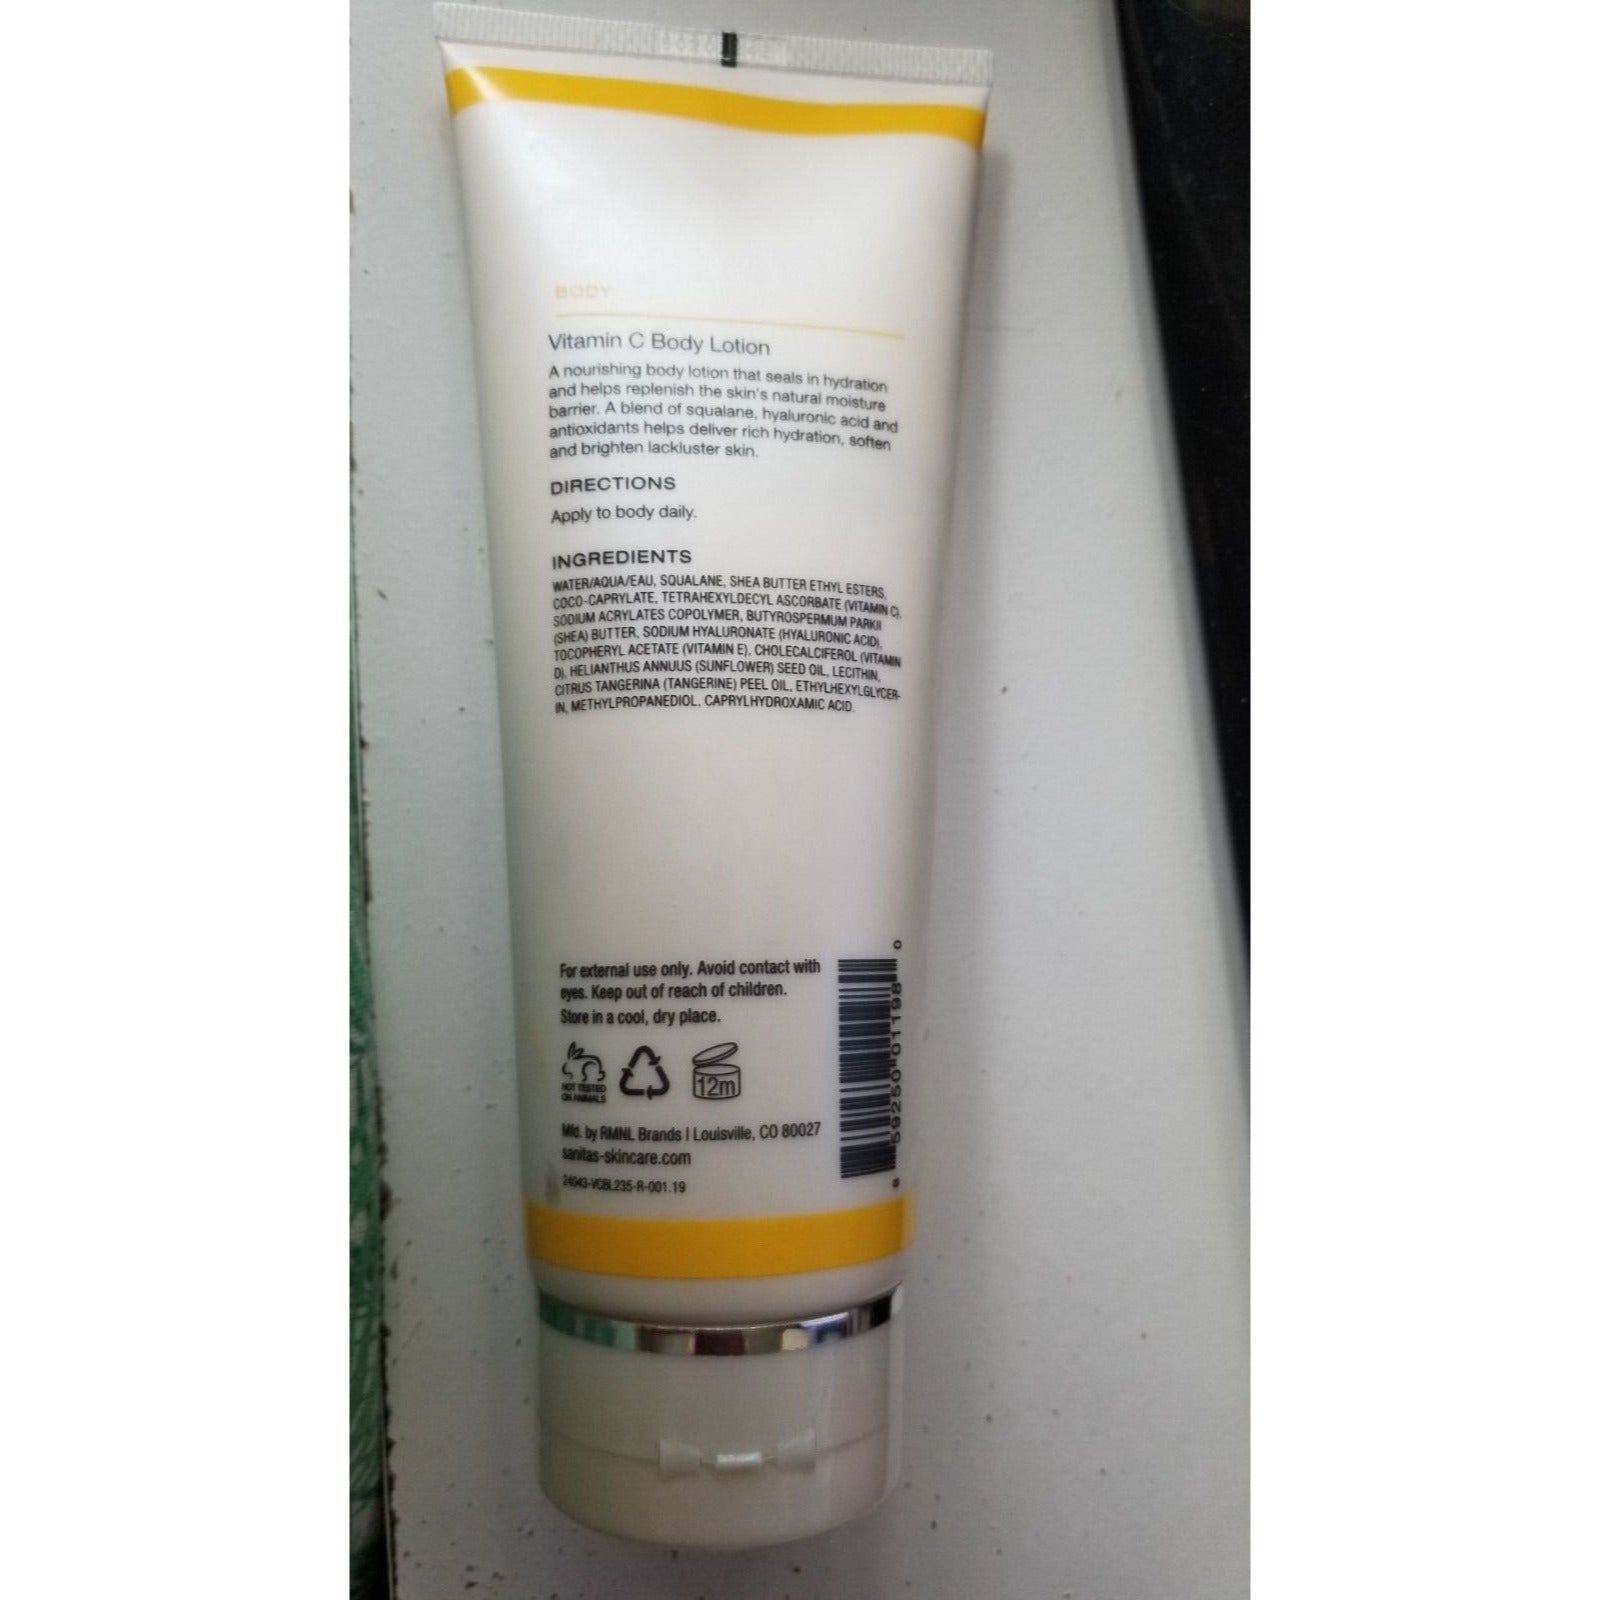 BODY
Vitamin C Body Lotion
A nourishing body lotion that seals in hydration
and helps replenish the skin's natural moisture
barrier. A blend of squalane, hyaluronic acid and
antioxidants helps deliver rich hydration, soften
and brighten lackluster skin.
DIRECTIONS
Apply to body daily.
INGREDIENTS
WATER/AQUA/EAU, SQUALANE, SHEA BUTTER ETHYL ESTERS,
COCO-CAPRYLATE, TETRAHEXYLDECYL ASCORBATE (VITAMIN C),
SODIUM ACRYLATES COPOLYMER, BUTYROSPERMUM PARKII
(SHEA) BUTTER, SODIUM HYALURONATE (HYALURONIC ACID),
TOCOPHERYL ACETATE (VITAMIN E), CHOLECALCIFEROL (VITAMIN
D), HELIANTHUS ANNUUS (SUNFLOWER) SEED OIL, LECITHIN,
CITRUS TANGERINA (TANGERINE) PEEL OIL, ETHYLHEXYLGLYCER-
IN, METHYLPROPANEDIOL, CAPRYLHYDROXAMIC ACID.
For external use only. Avoid contact with
eyes. Keep out of reach of children.
Store in a cool, dry place.
NOT TESTED
ON ANIMALS
12m
Mfd. by RMNL Brands | Louisville, CO 80027
sanitas-skincare.com
24043-VCBL235-R-001.19
59250 01198 0